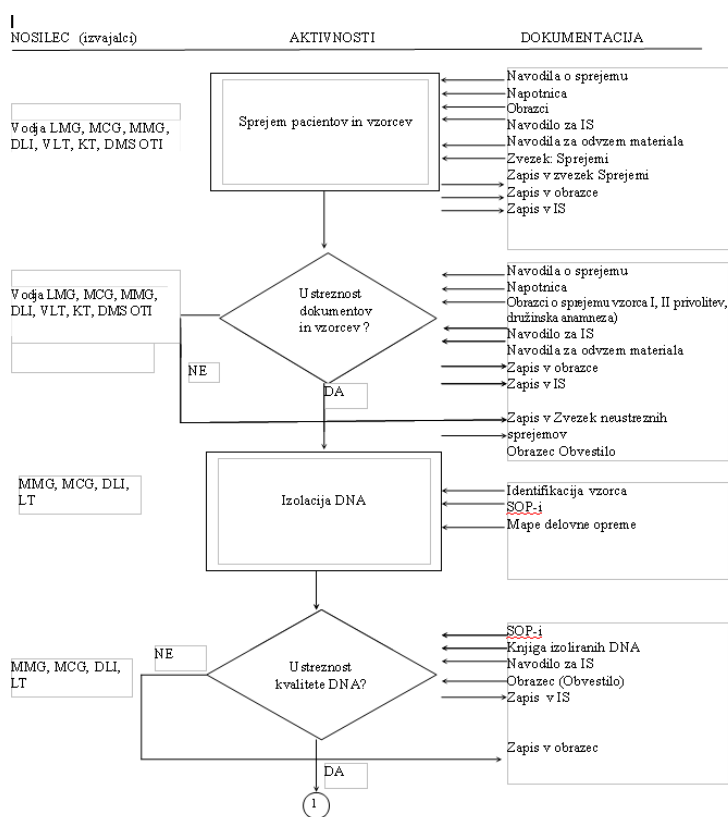 NOSILEC (izvajalci) AKTIVNOSTI DOKUMENTACIJA
Vodja LMG, MCG, MMG,
DLI, VLT, KT, DMS OTI
Sprejem pacientov in vzorcev
Navodila o sprejemu
Napotnica
Obrazci
Navodilo za IS
Navodila za odvzem materiala
Zvezek: Sprejemi
Zapis v zvezek Sprejemi
Zapis v obrazce
Zapis v IS
Vodja LMG, MCG, MMG,
DLI, VLT, KT, DMS OTI
Ustreznost
dokumentov
in vzorcev ?
NE
DA
Navodila o sprejemu
Napotnica
Obrazci o sprejemu vzorca I, II privolitev,
družinska anamneza)
Navodilo za IS
Navodila za odvzem materiala
Zapis v obrazce
Zapis v IS
Zapis v Zvezek neustreznih
sprejemov
Obrazec Obvestilo
MMG, MCG, DLI,
LT
Izolacija DNA
Identifikacija vzorca
SOP-i
Mape delovne opreme
MMG, MCG, DLI,
LT
NE
Ustreznost
kvalitete DNA?
DA
SOP-i
Knjiga izoliranih DNA
Navodilo za IS
Obrazec (Obvestilo)
Zapis v IS
Zapis v obrazec
1